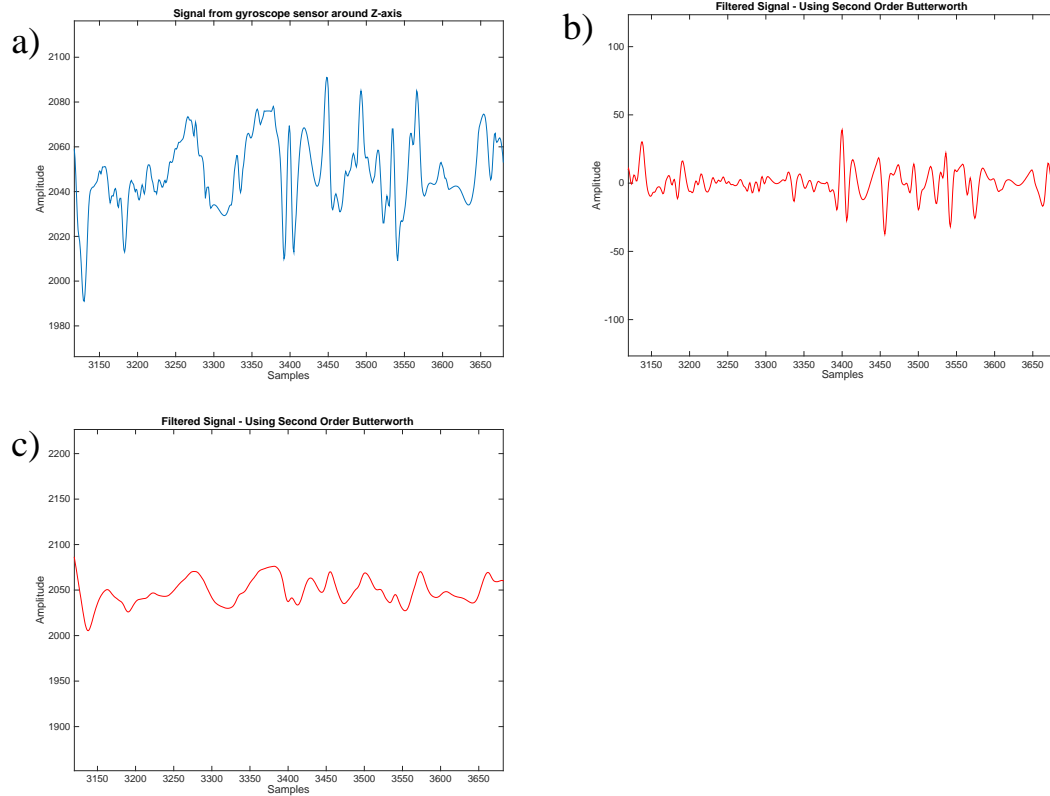 a)
Signal from gyroscope sensor around Z-axis
2100
2080
2060
2040
2020
2000
1980
Amplitude
3150 3200 3250 3300 3350 3400 3450 3500 3550 3600 3650
Samples
b)
Filtered Signal - Using Second Order Butterworth
100
50
0
-50
-100
Amplitude
3150 3200 3250 3300 3350 3400 3450 3500 3550 3600 3650
Samples
c)
Filtered Signal - Using Second Order Butterworth
2200
2150
2100
2050
2000
1950
1900
Amplitude
3150 3200 3250 3300 3350 3400 3450 3500 3550 3600 3650
Samples